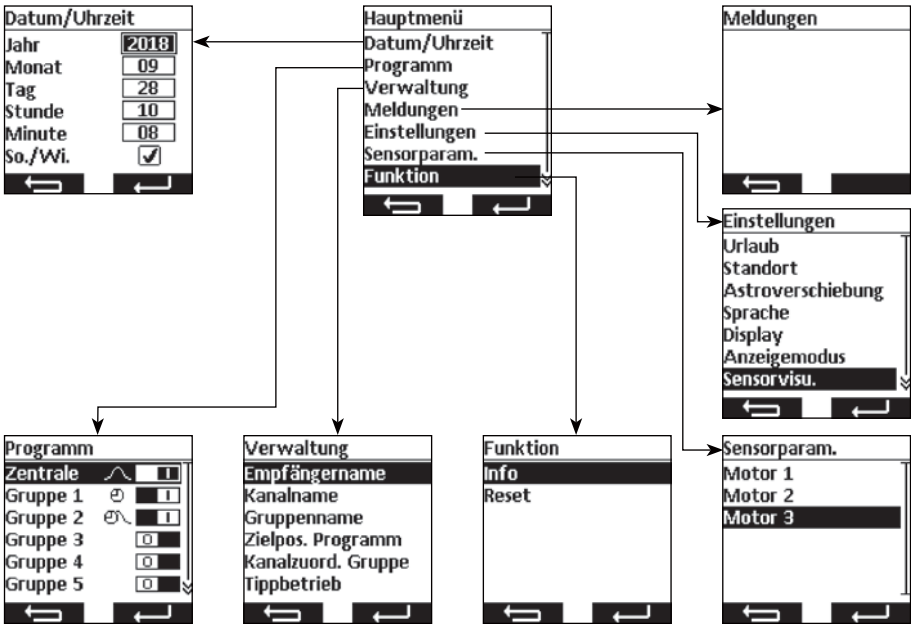 Datum/Uhrzeit
Jahr 2018
Monat 09
Tag 28
Stunde 10
Minute 08
So./Wi.
Hauptmenü
Datum/Uhrzeit
Programm
Verwaltung
Meldungen
Einstellungen
Sensorparam.
Funktion
Meldungen
Einstellungen
Urlaub
Standort
Astroverschiebung
Sprache
Display
Anzeigemodus
Sensorvisu.
Programm
Zentrale I
Gruppe 1 I
Gruppe 2 I
Gruppe 3 O
Gruppe 4 O
Gruppe 5 O
Verwaltung
Empfängername
Kanalname
Gruppenname
Zielpos. Programm
Kanalzuord. Gruppe
Tippbetrieb
Funktion
Info
Reset
Sensorparam.
Motor 1
Motor 2
Motor 3